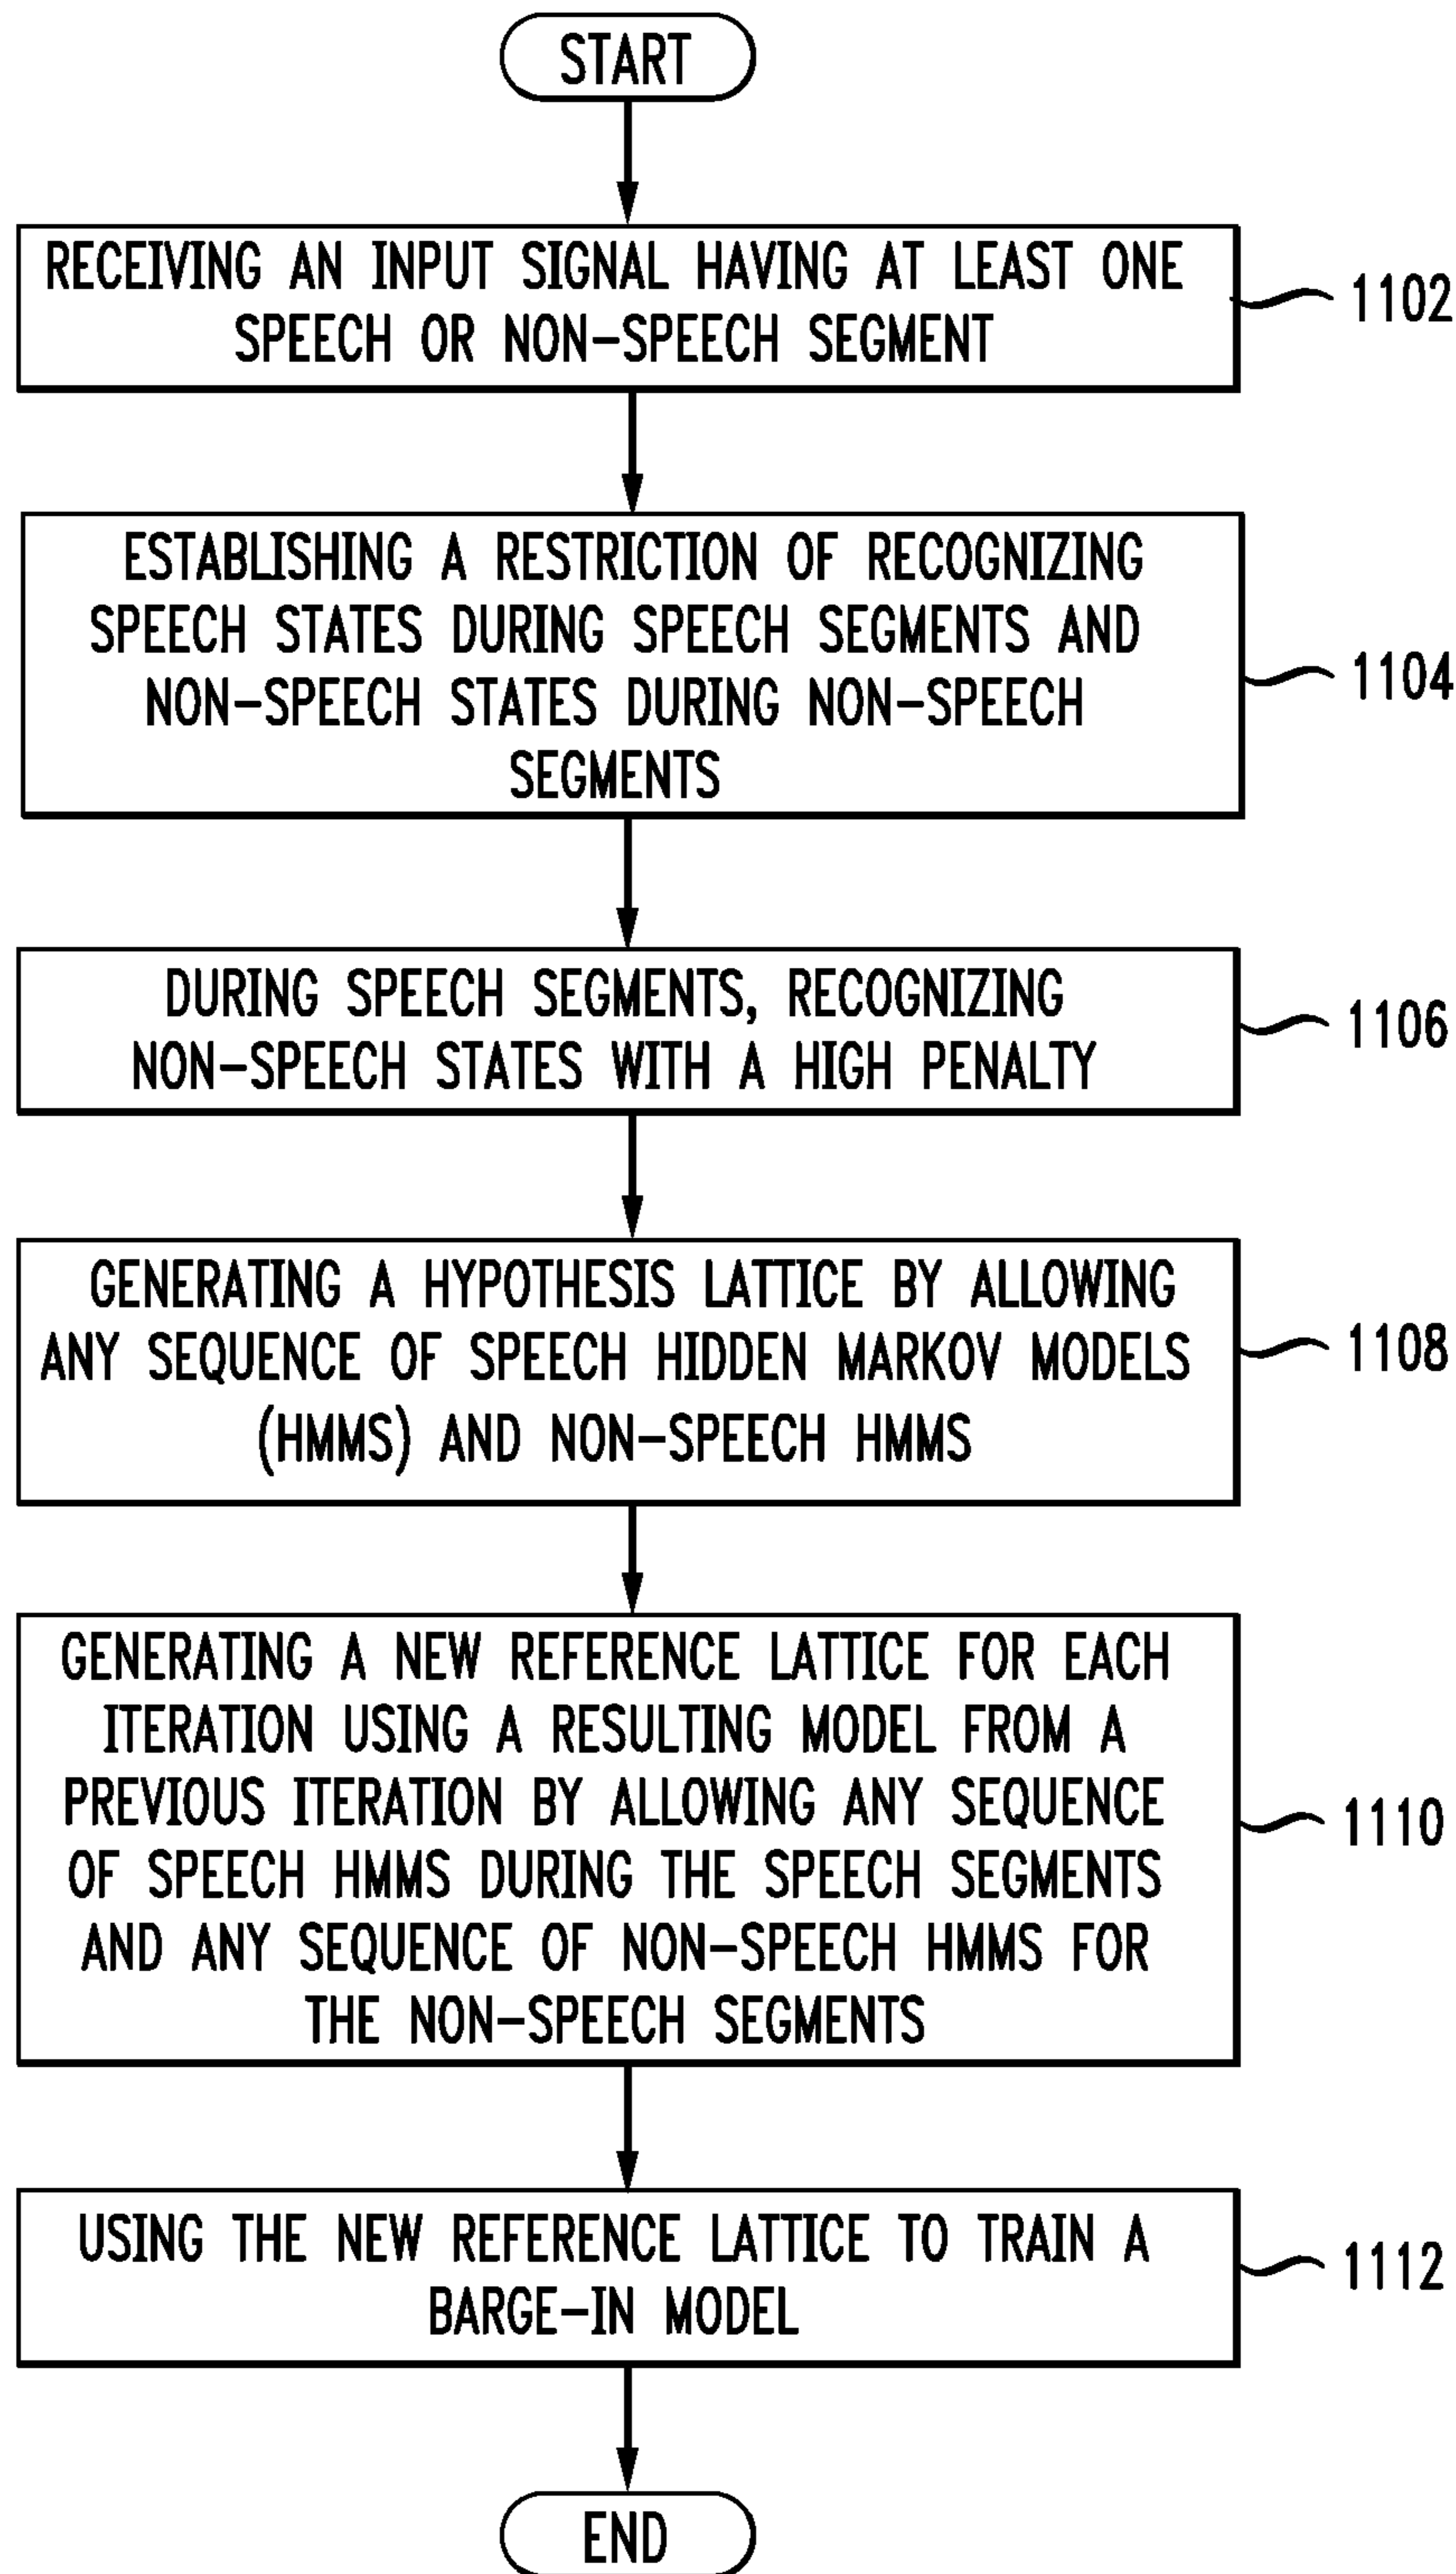 START
RECEIVING AN INPUT SIGNAL HAVING AT LEAST ONE
SPEECH OR NON-SPEECH SEGMENT
1102
ESTABLISHING A RESTRICTION OF RECOGNIZING
SPEECH STATES DURING SPEECH SEGMENTS AND
NON-SPEECH STATES DURING NON-SPEECH
SEGMENTS
1104
DURING SPEECH SEGMENTS, RECOGNIZING
NON-SPEECH STATES WITH A HIGH PENALTY
1106
GENERATING A HYPOTHESIS LATTICE BY ALLOWING
ANY SEQUENCE OF SPEECH HIDDEN MARKOV MODELS
(HMMS) AND NON-SPEECH HMMS
1108
GENERATING A NEW REFERENCE LATTICE FOR EACH
ITERATION USING A RESULTING MODEL FROM A
PREVIOUS ITERATION BY ALLOWING ANY SEQUENCE
OF SPEECH HMMS DURING THE SPEECH SEGMENTS
AND ANY SEQUENCE OF NON-SPEECH HMMS FOR
THE NON-SPEECH SEGMENTS
1110
USING THE NEW REFERENCE LATTICE TO TRAIN A
BARGE-IN MODEL
1112
END